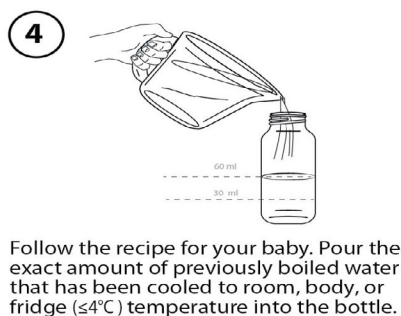 4
60 ml
30 ml
Follow the recipe for your baby. Pour the
exact amount of previously boiled water
that has been cooled to room, body, or
fridge (≤4°C) temperature into the bottle.